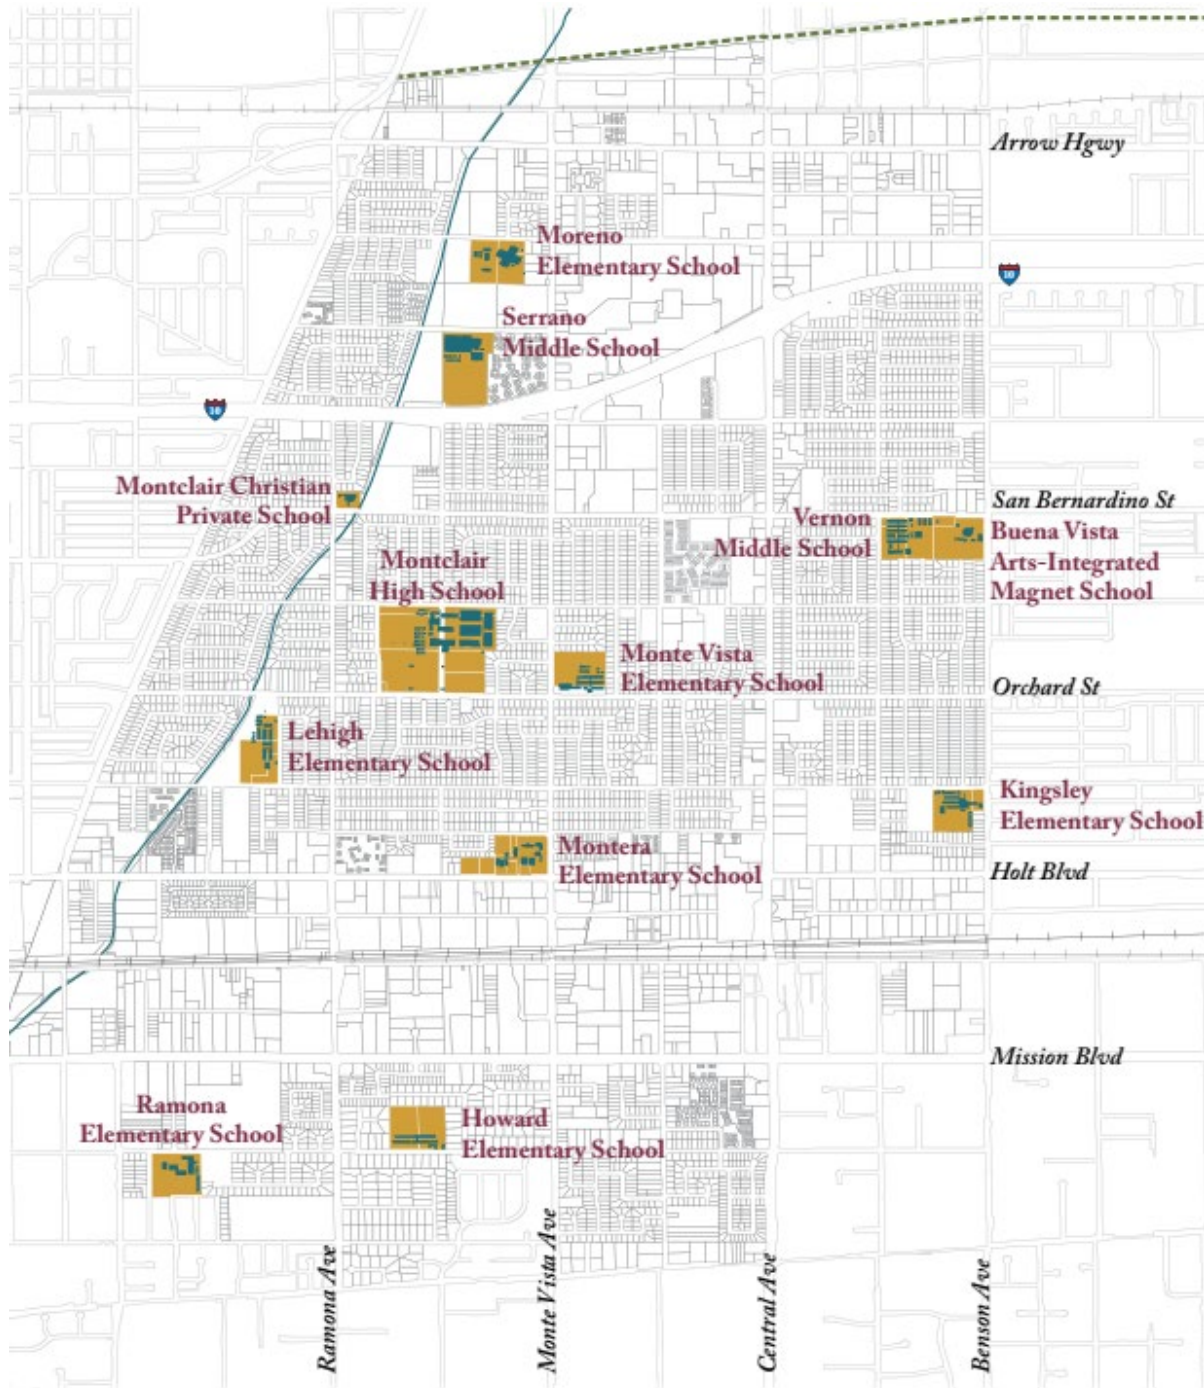 Arrow Hgwy
Moreno
Elementary School
10
Serrano
Middle School
10
Montclair Christian
Private School
San Bernardino St
Vernon
Middle School
Buena Vista
Arts-Integrated
Magnet School
Montclair
High School
Monte Vista
Elementary School
Orchard St
Lehigh
Elementary School
Kingsley
Elementary School
Montera
Elementary School
Holt Blvd
Mission Blvd
Ramona
Elementary School
Howard
Elementary School
Ramona Ave
Monte Vista Ave
Central Ave
Benson Ave